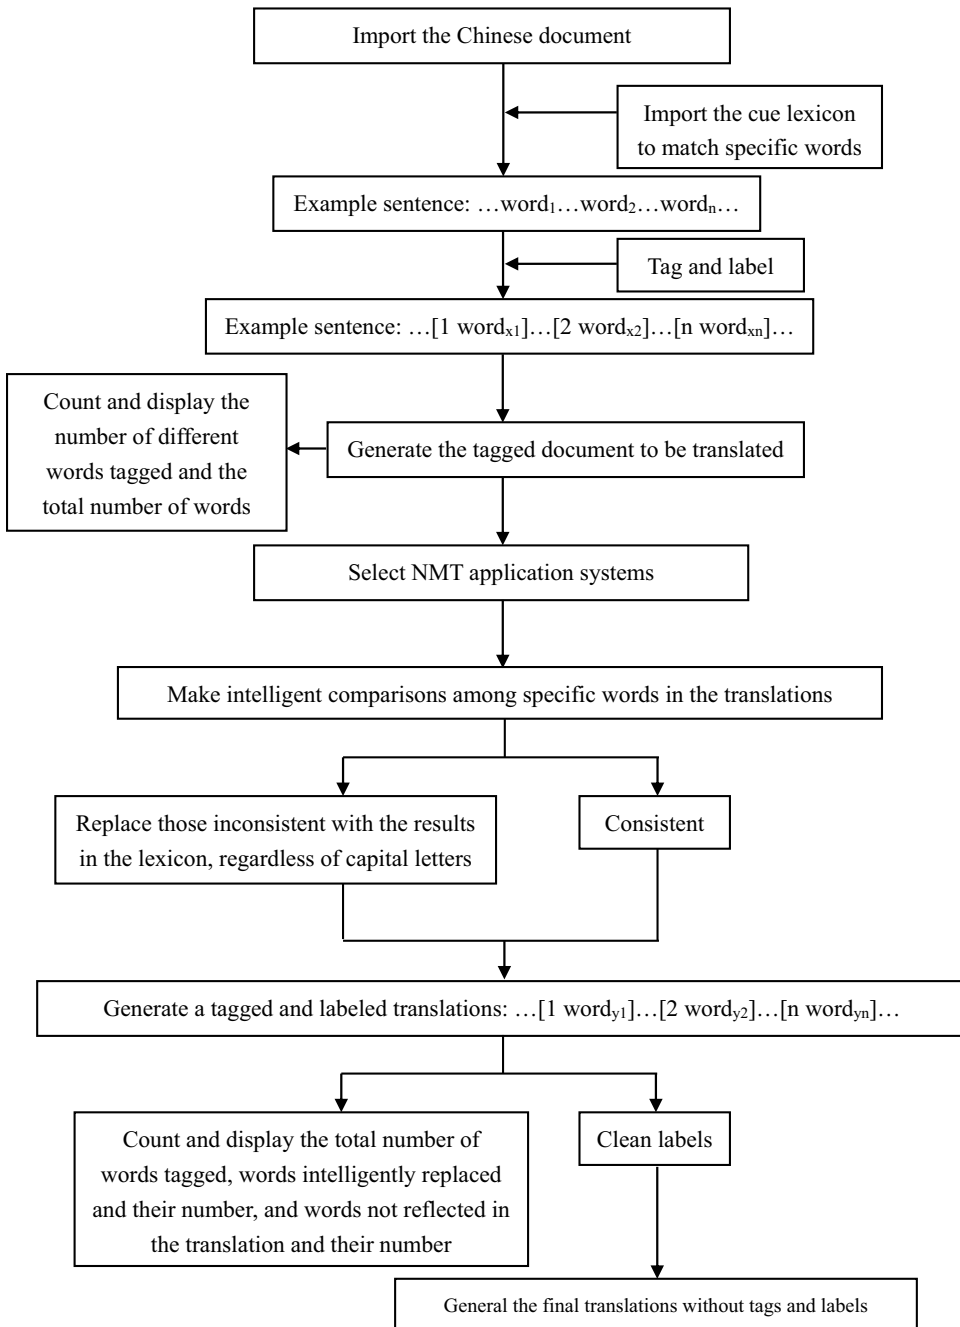 Import the Chinese document
Import the cue lexicon
to match specific words
Example sentence: …word₁…word₂…wordₙ…
Tag and label
Example sentence: …[1 wordₓ₁]…[2 wordₓ₂]…[n wordₓₙ]…
Count and display the
number of different
words tagged and the
total number of words
Generate the tagged document to be translated
Select NMT application systems
Make intelligent comparisons among specific words in the translations
Replace those inconsistent with the results
in the lexicon, regardless of capital letters
Consistent
Generate a tagged and labeled translations: …[1 word_y1]…[2 word_y2]…[n word_yn]…
Count and display the total number of
words tagged, words intelligently replaced
and their number, and words not reflected in
the translation and their number
Clean labels
General the final translations without tags and labels